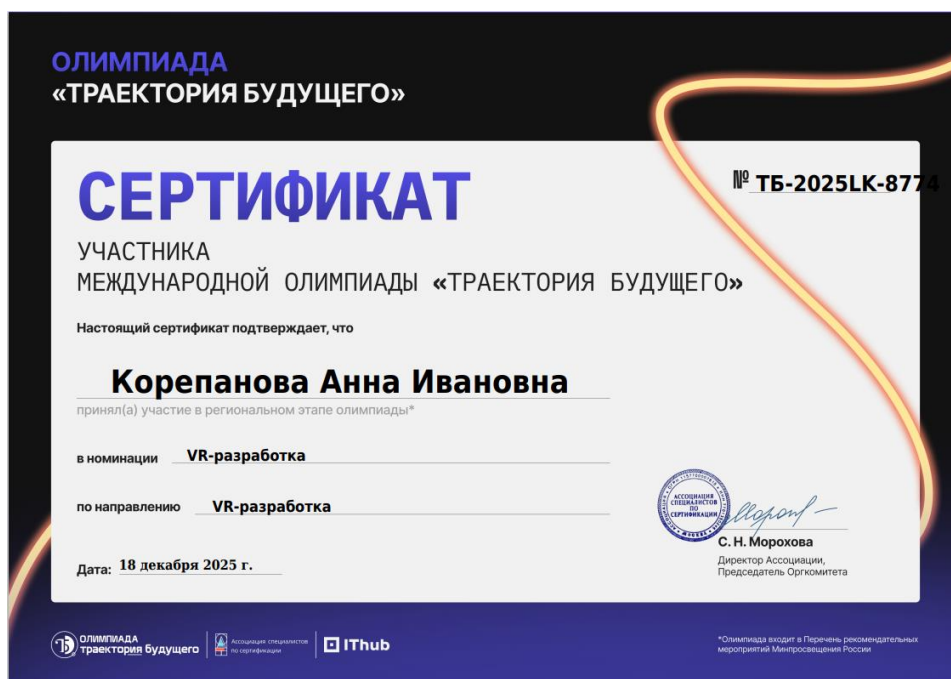 ОЛИМПИАДА
«ТРАЕКТОРИЯ БУДУЩЕГО»
СЕРТИФИКАТ
№ ТБ-2025LK-8774
УЧАСТНИКА
МЕЖДУНАРОДНОЙ ОЛИМПИАДЫ «ТРАЕКТОРИЯ БУДУЩЕГО»
Настоящий сертификат подтверждает, что
Корепанова Анна Ивановна
принял(а) участие в региональном этапе олимпиады*
в номинации VR-разработка
по направлению VR-разработка
АССОЦИАЦИЯ
СПЕЦИАЛИСТОВ
ПО
СЕРТИФИКАЦИИ
МОСКВА
С. Н. Морохова
Директор Ассоциации,
Председатель Оргкомитета
Дата: 18 декабря 2025 г.
ТБ ОЛИМПИАДА
траектория будущего
Ассоциация специалистов
по сертификации
IThub
*Олимпиада входит в Перечень рекомендательных
мероприятий Минпросвещения России